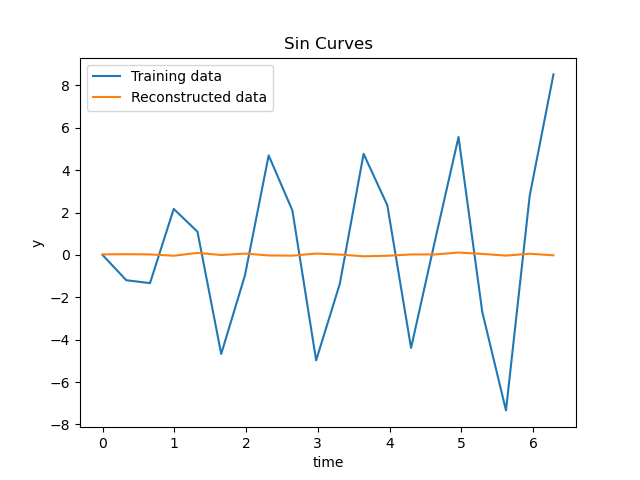 Sin Curves
Training data
Reconstructed data
8
6
4
2
0
−2
−4
−6
−8
y
0 1 2 3 4 5 6
time